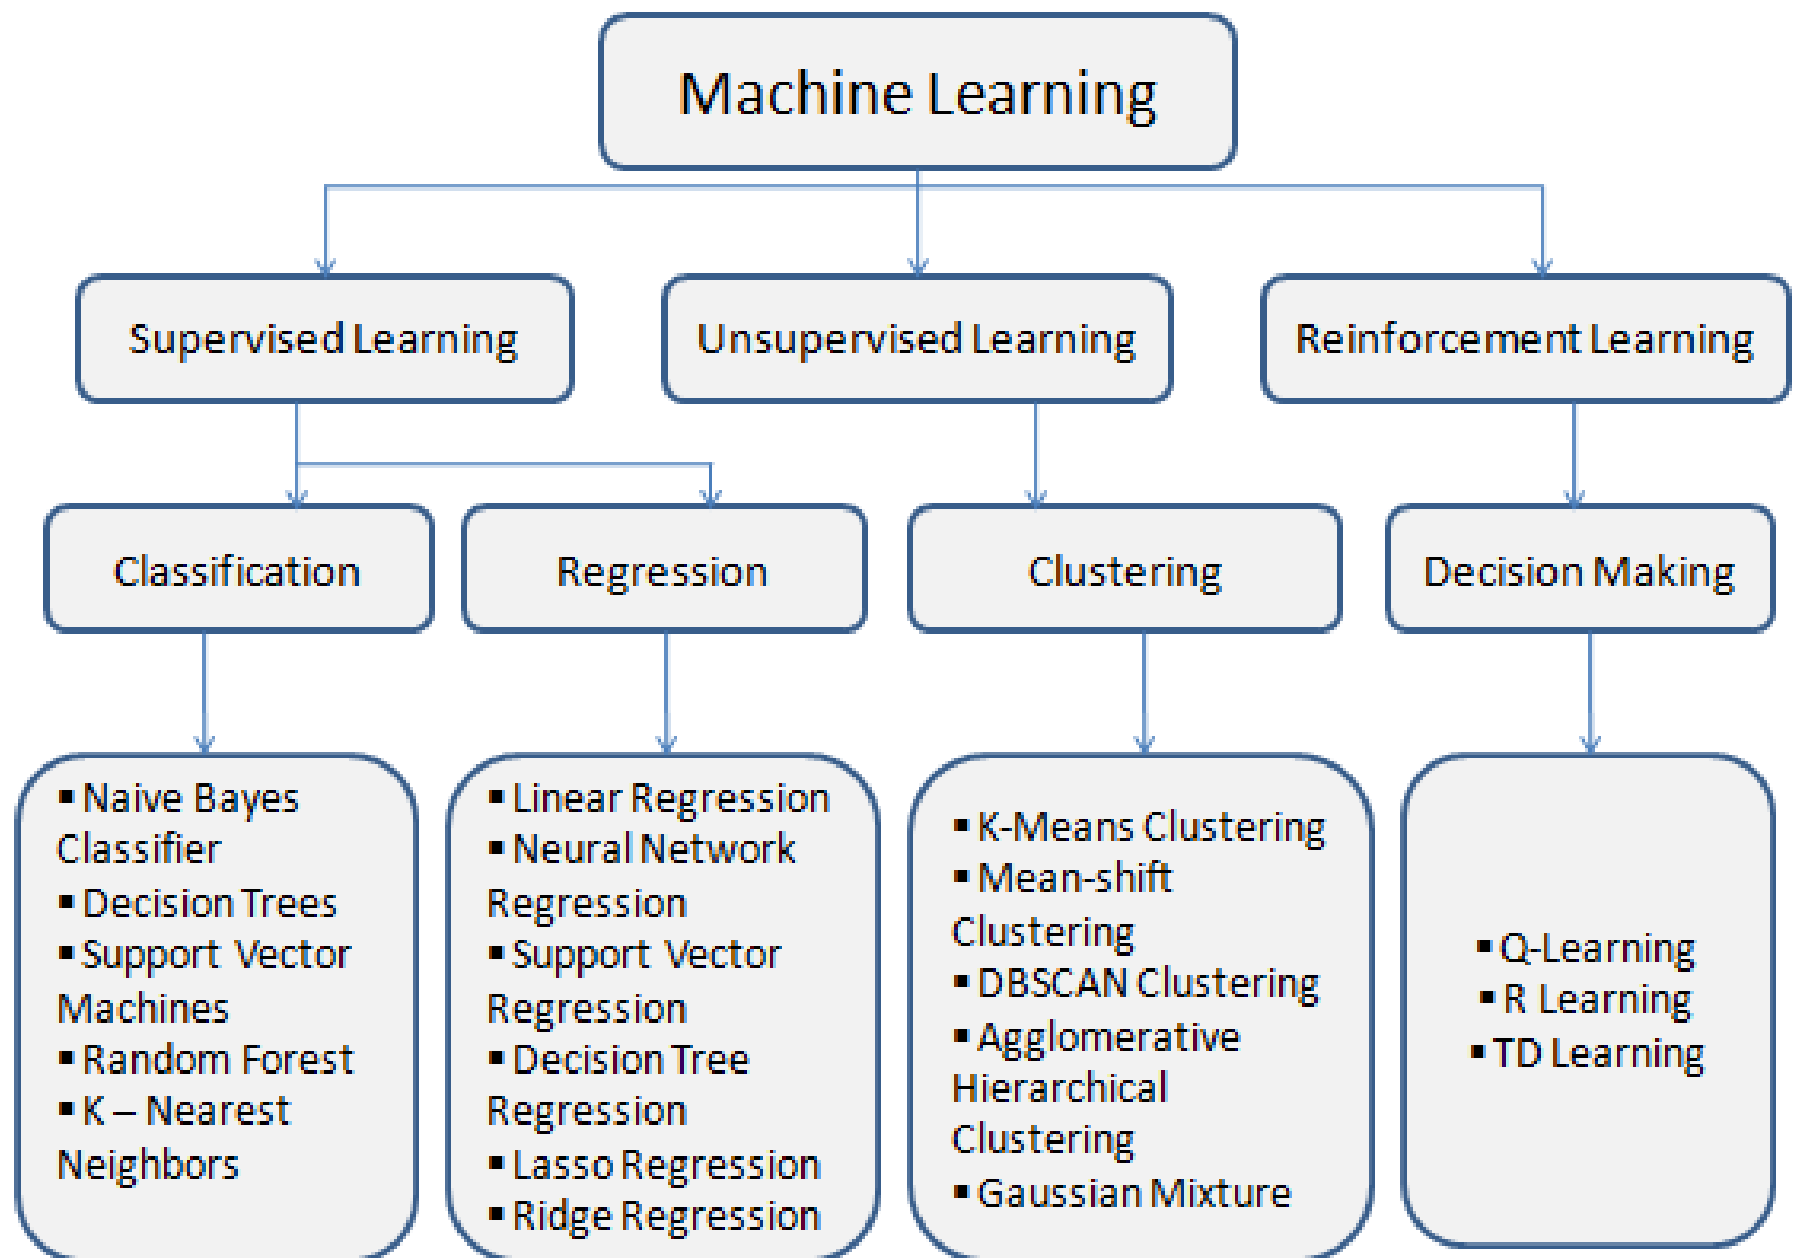 Machine Learning
Supervised Learning
Unsupervised Learning
Reinforcement Learning
Classification
Regression
Clustering
Decision Making
▪ Naive Bayes
Classifier
▪ Decision Trees
▪ Support Vector
Machines
▪ Random Forest
▪ K – Nearest
Neighbors
▪ Linear Regression
▪ Neural Network
Regression
▪ Support Vector
Regression
▪ Decision Tree
Regression
▪ Lasso Regression
▪ Ridge Regression
▪ K-Means Clustering
▪ Mean-shift
Clustering
▪ DBSCAN Clustering
▪ Agglomerative
Hierarchical
Clustering
▪ Gaussian Mixture
▪ Q-Learning
▪ R Learning
▪ TD Learning